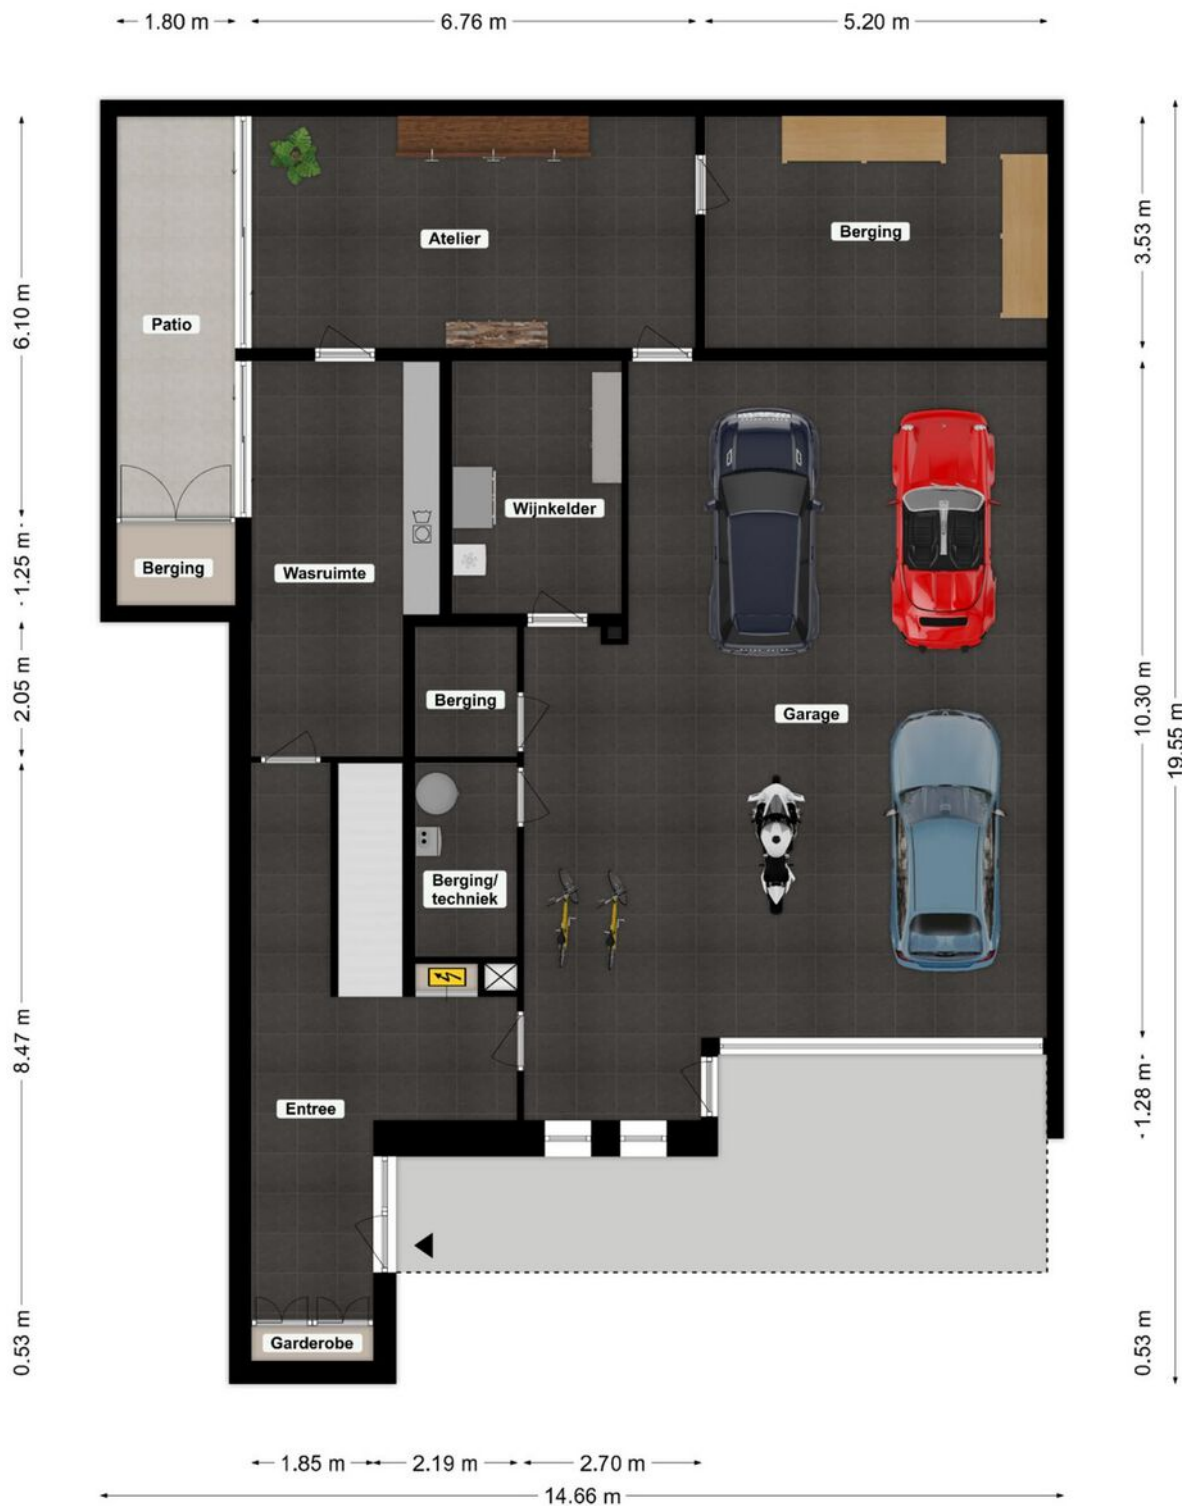 1.80 m
6.76 m
5.20 m
6.10 m
1.25 m
2.05 m
8.47 m
0.53 m
3.53 m
10.30 m
1.28 m
0.53 m
19.55 m
Atelier
Berging
Patio
Wijnkelder
Berging
Wasruimte
Berging
Garage
Berging/
techniek
Entree
Garderobe
1.85 m
2.19 m
2.70 m
14.66 m